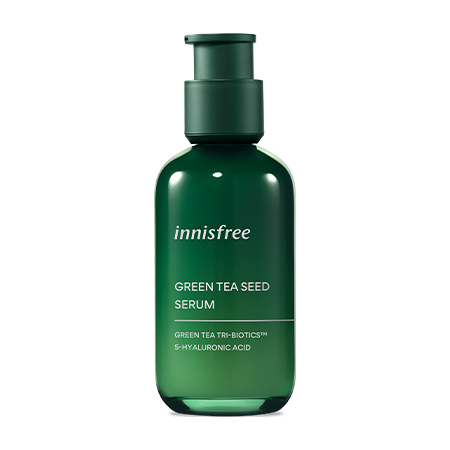 innisfree
GREEN TEA SEED
SERUM
GREEN TEA TRI-BIOTICS™
5-HYALURONIC ACID